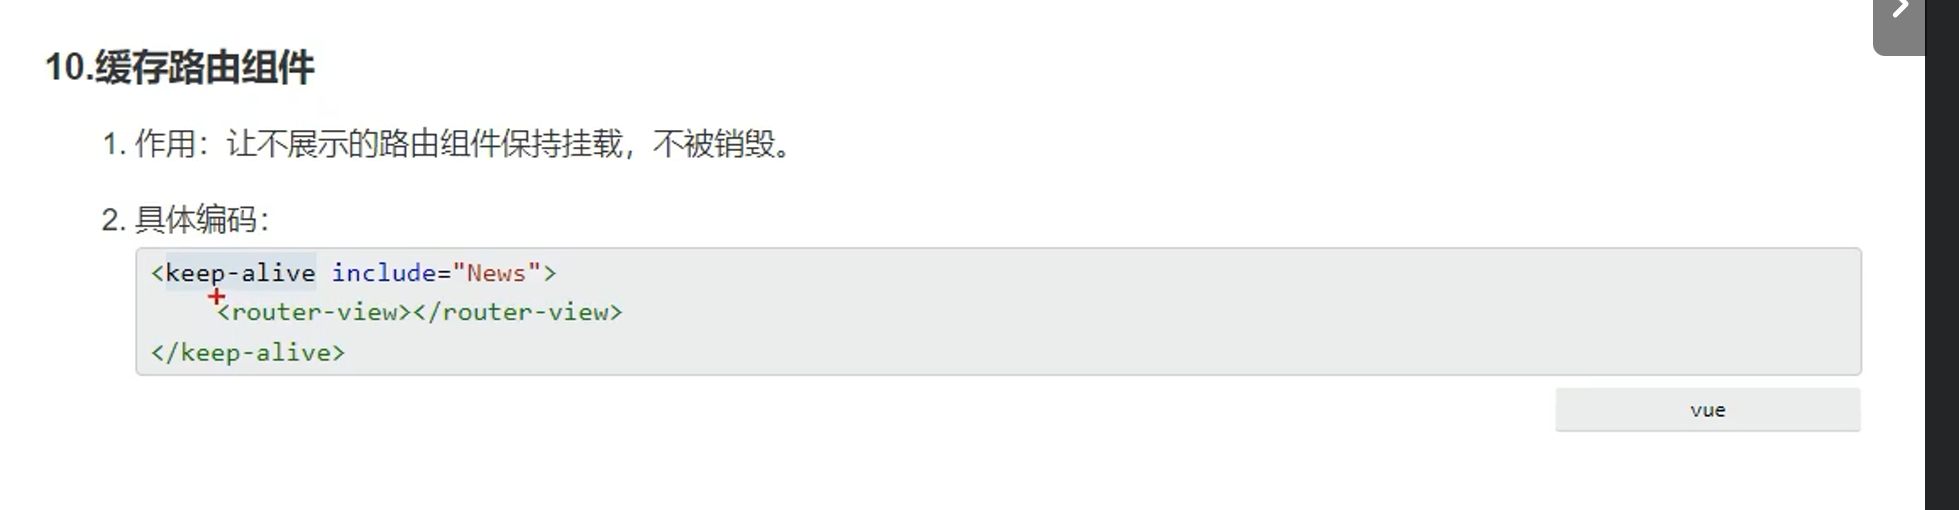 10.缓存路由组件
1. 作用：让不展示的路由组件保持挂载，不被销毁。
2. 具体编码：
<keep-alive include="News">
    <router-view></router-view>
</keep-alive>
vue